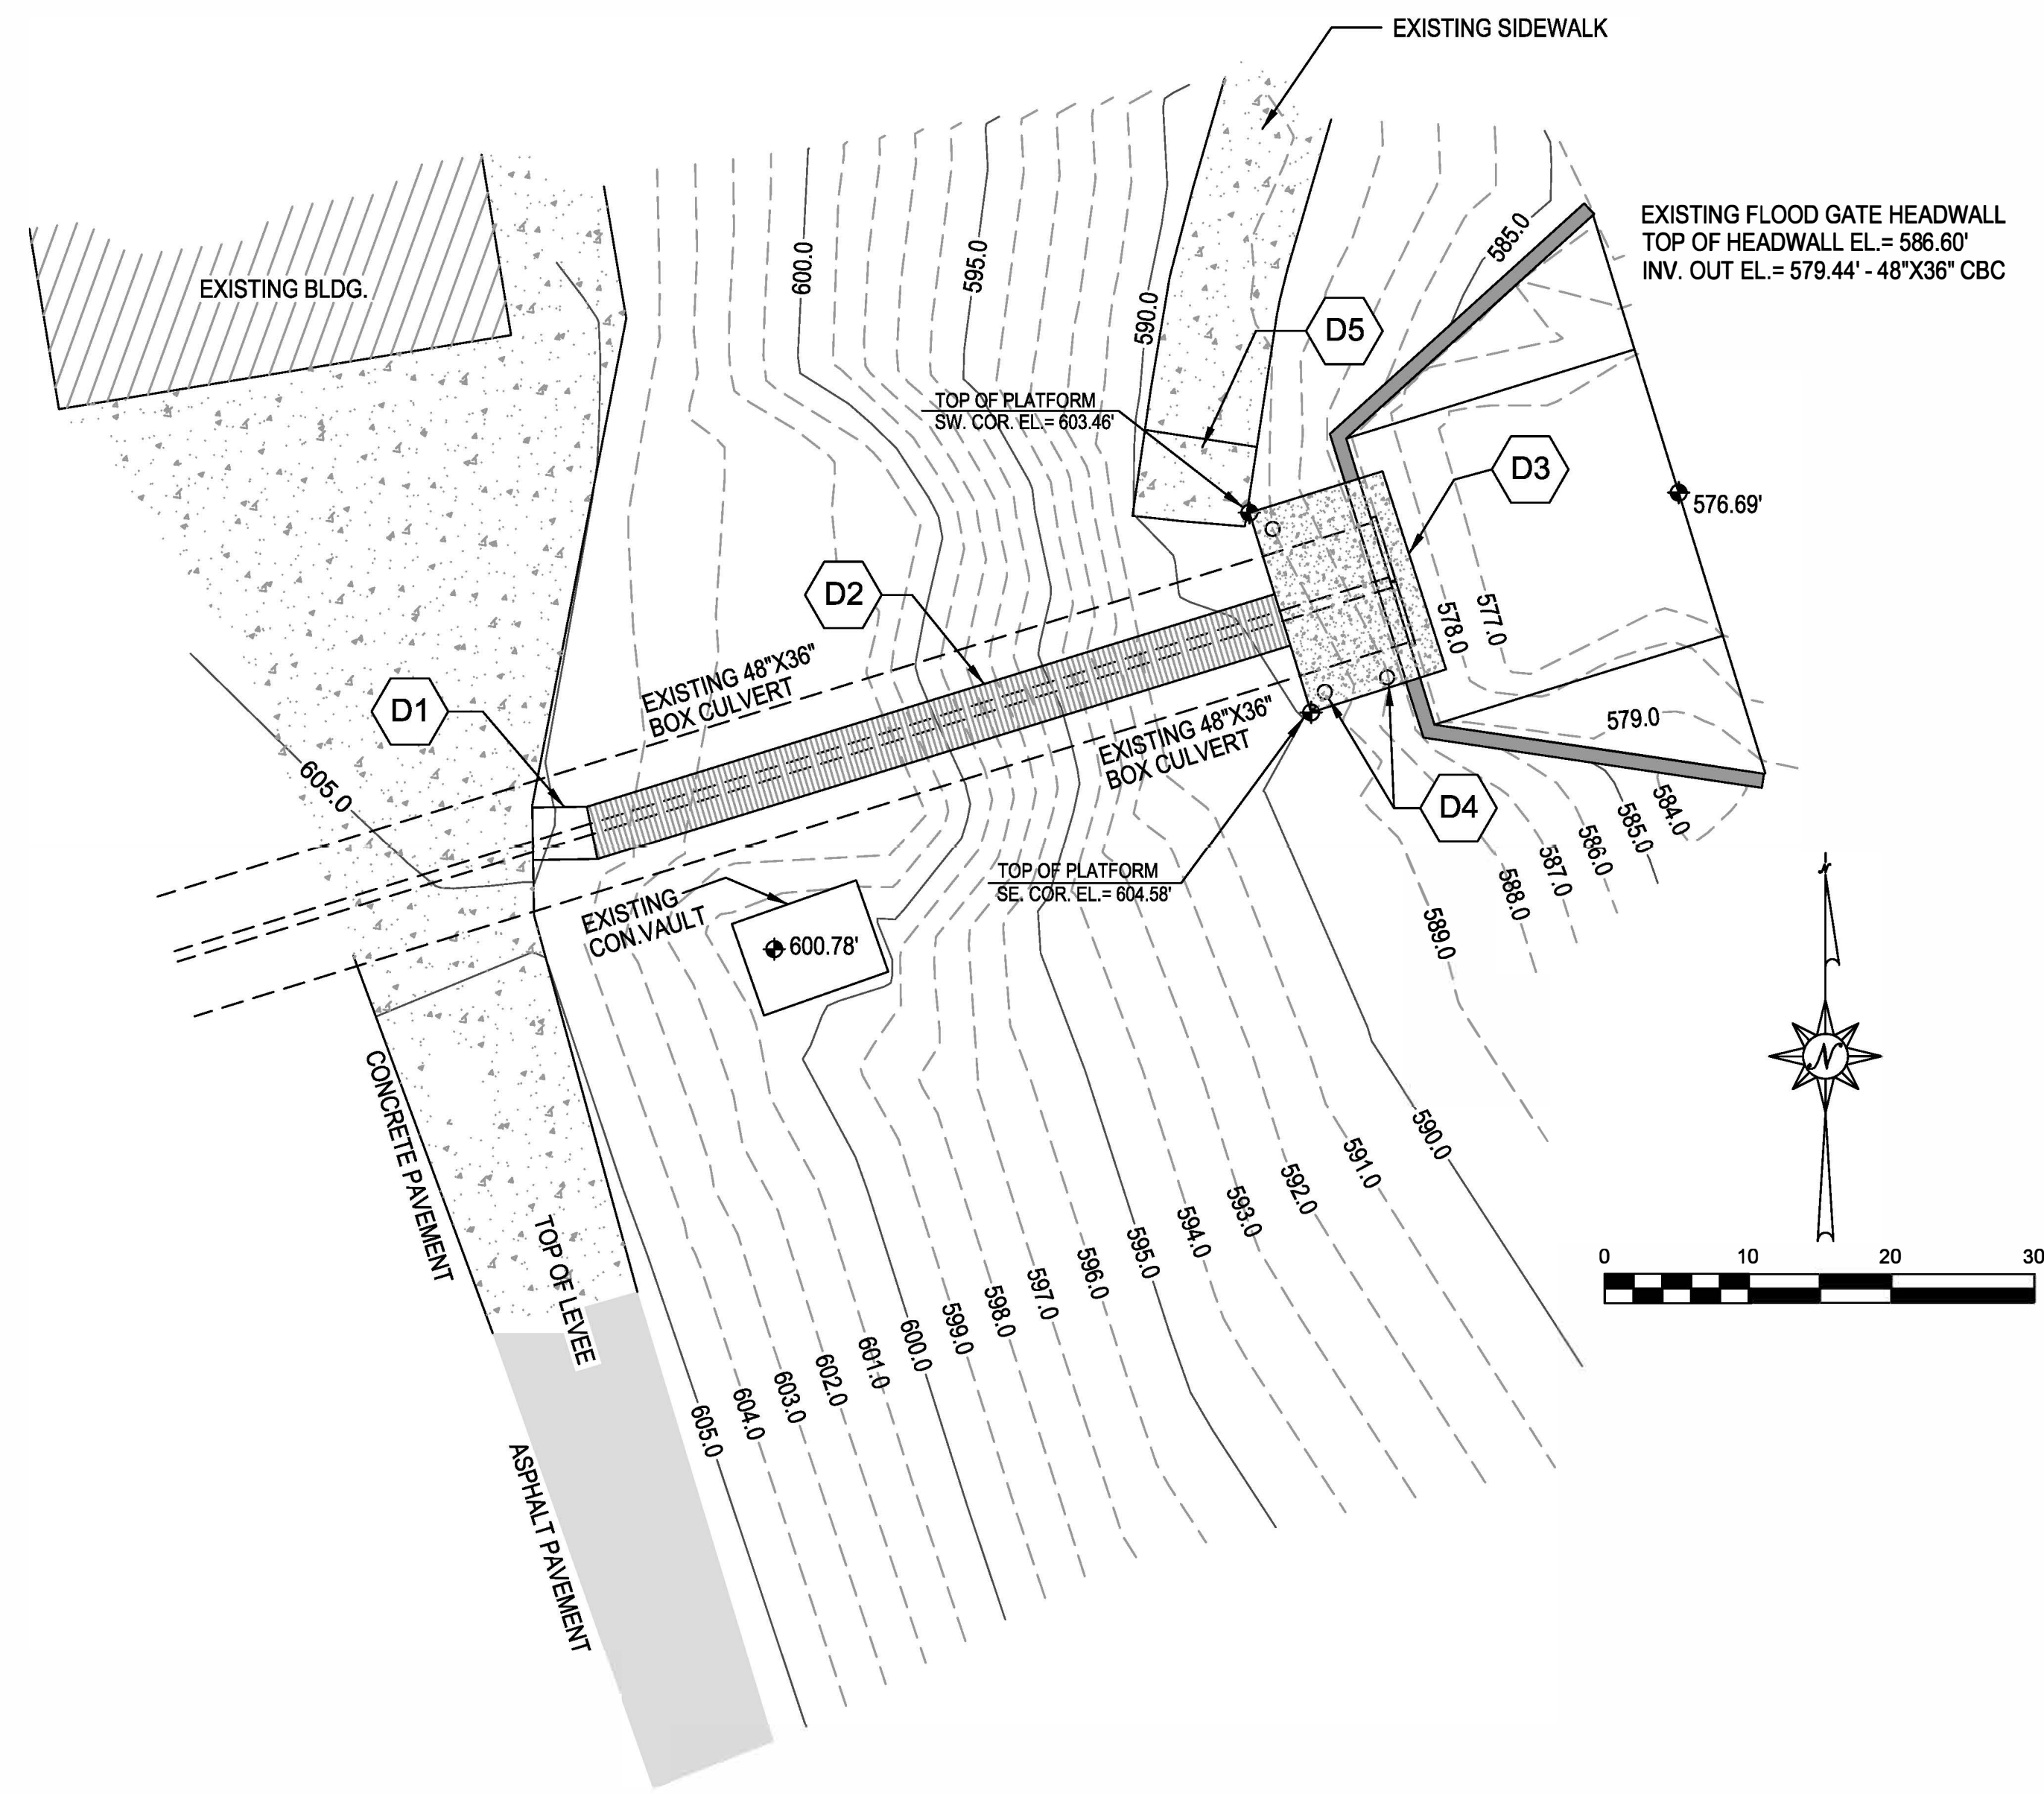 EXISTING SIDEWALK
EXISTING FLOOD GATE HEADWALL
TOP OF HEADWALL EL.= 586.60'
INV. OUT EL.= 579.44' - 48"X36" CBC
585.0
600.0
595.0
590.0
EXISTING BLDG.
D5
TOP OF PLATFORM
SW. COR. EL.= 603.46'
D3
576.69'
D2
578.0
577.0
EXISTING 48"X36"
BOX CULVERT
D1
579.0
EXISTING 48"X36"
BOX CULVERT
605.0
D4
584.0
585.0
586.0
587.0
588.0
589.0
TOP OF PLATFORM
SE. COR. EL.= 604.58'
EXISTING
CON.VAULT
600.78'
N
N
CONCRETE PAVEMENT
TOP OF LEVEE
ASPHALT PAVEMENT
590.0
591.0
592.0
593.0
594.0
595.0
596.0
597.0
598.0
599.0
600.0
601.0
602.0
603.0
604.0
605.0
0 10 20 30